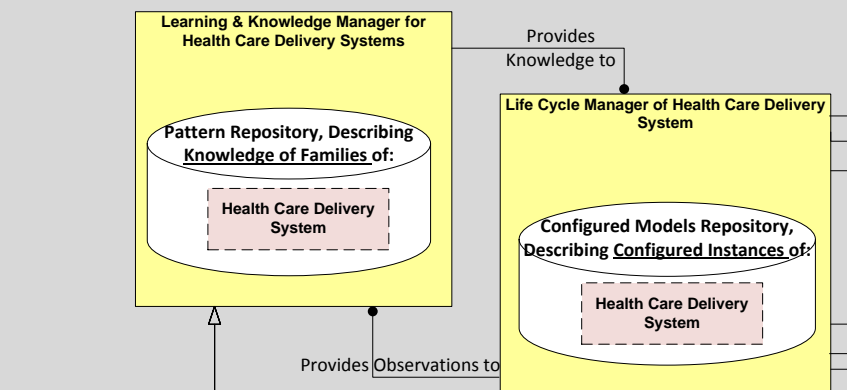 Learning & Knowledge Manager for
Health Care Delivery Systems
Pattern Repository, Describing
Knowledge of Families of:
Health Care Delivery
System
Provides
Knowledge to
Life Cycle Manager of Health Care Delivery
System
Configured Models Repository,
Describing Configured Instances of:
Health Care Delivery
System
Provides Observations to